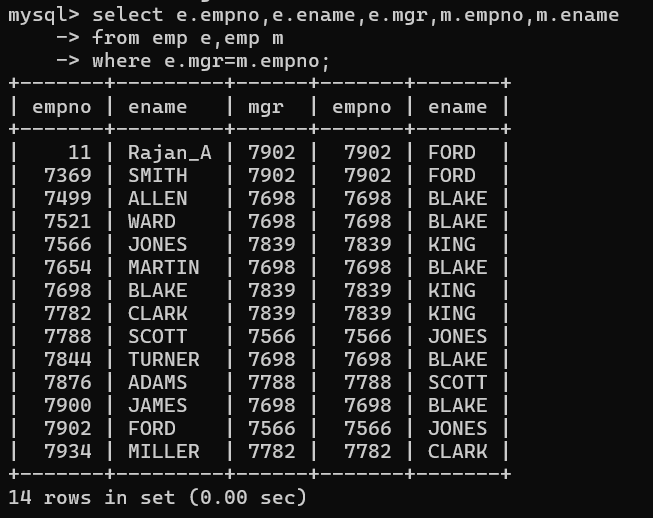 mysql> select e.empno,e.ename,e.mgr,m.empno,m.ename
    -> from emp e,emp m
    -> where e.mgr=m.empno;
+-------+---------+------+-------+-------+
| empno | ename   | mgr  | empno | ename |
+-------+---------+------+-------+-------+
|    11 | Rajan_A | 7902 |  7902 | FORD  |
|  7369 | SMITH   | 7902 |  7902 | FORD  |
|  7499 | ALLEN   | 7698 |  7698 | BLAKE |
|  7521 | WARD    | 7698 |  7698 | BLAKE |
|  7566 | JONES   | 7839 |  7839 | KING  |
|  7654 | MARTIN  | 7698 |  7698 | BLAKE |
|  7698 | BLAKE   | 7839 |  7839 | KING  |
|  7782 | CLARK   | 7839 |  7839 | KING  |
|  7788 | SCOTT   | 7566 |  7566 | JONES |
|  7844 | TURNER  | 7698 |  7698 | BLAKE |
|  7876 | ADAMS   | 7788 |  7788 | SCOTT |
|  7900 | JAMES   | 7698 |  7698 | BLAKE |
|  7902 | FORD    | 7566 |  7566 | JONES |
|  7934 | MILLER  | 7782 |  7782 | CLARK |
+-------+---------+------+-------+-------+
14 rows in set (0.00 sec)